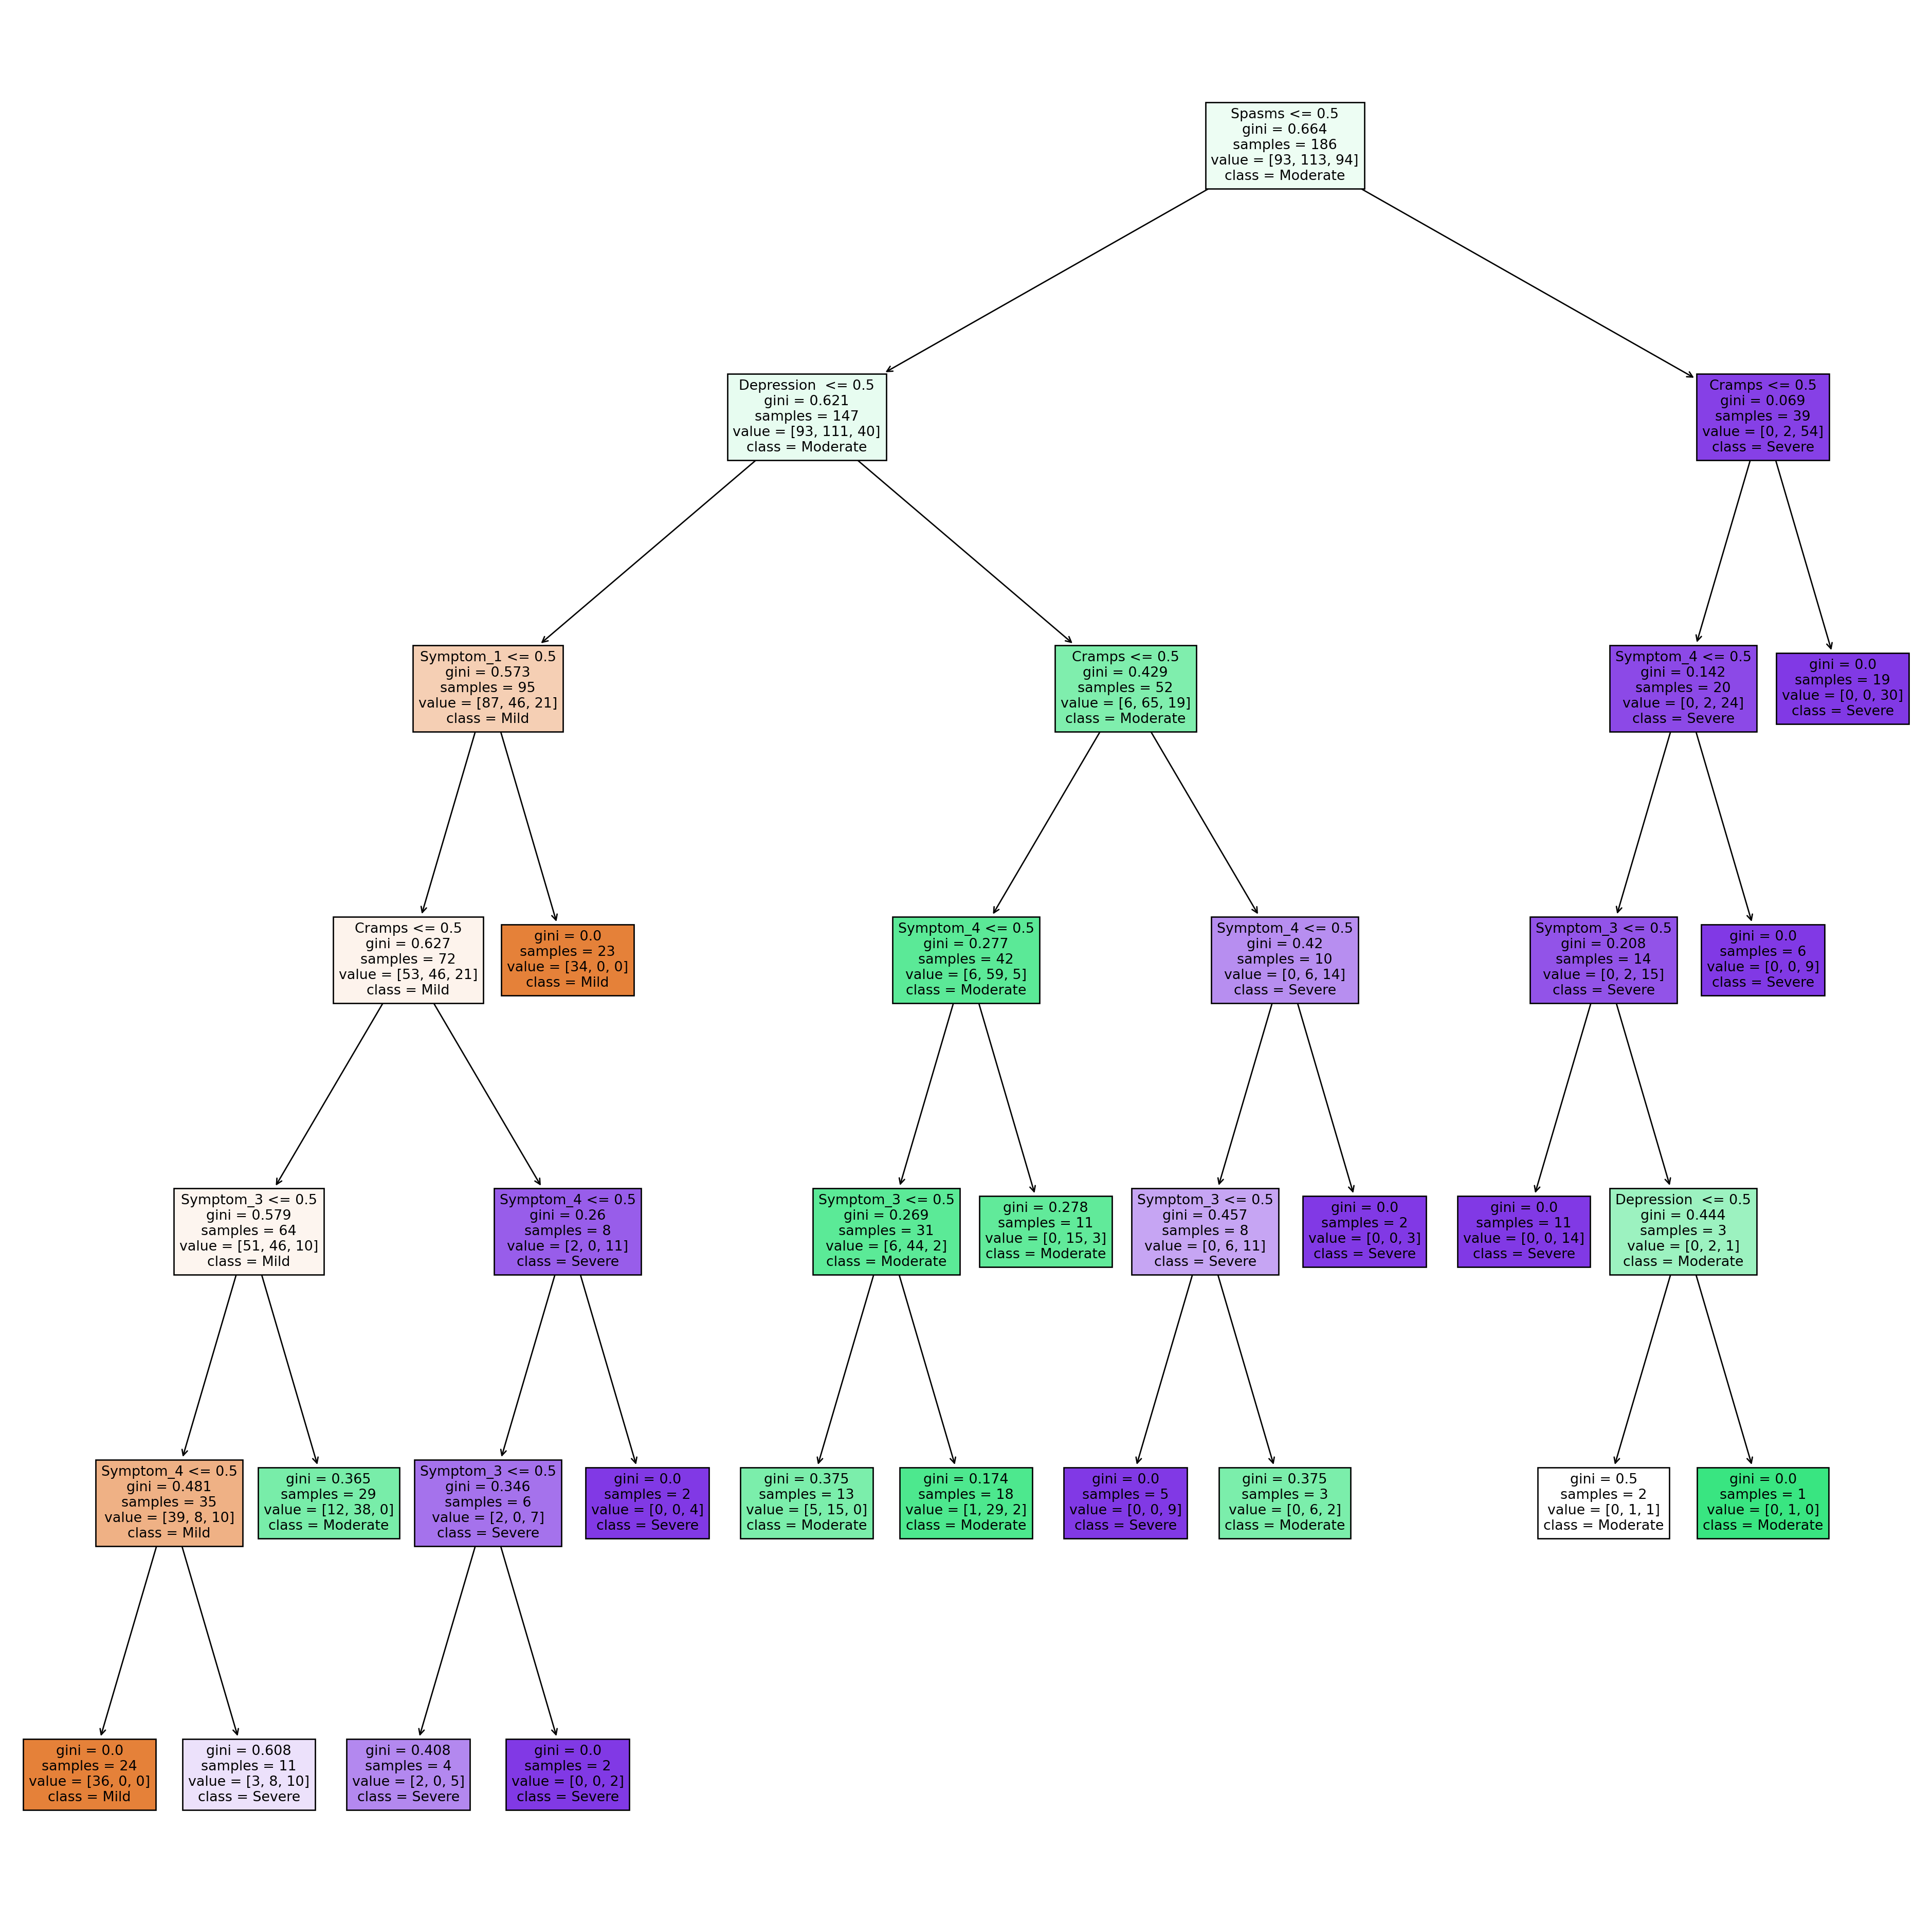 Spasms <= 0.5
gini = 0.664
samples = 186
value = [93, 113, 94]
class = Moderate
Depression  <= 0.5
gini = 0.621
samples = 147
value = [93, 111, 40]
class = Moderate
Cramps <= 0.5
gini = 0.069
samples = 39
value = [0, 2, 54]
class = Severe
Symptom_1 <= 0.5
gini = 0.573
samples = 95
value = [87, 46, 21]
class = Mild
Cramps <= 0.5
gini = 0.429
samples = 52
value = [6, 65, 19]
class = Moderate
Symptom_4 <= 0.5
gini = 0.142
samples = 20
value = [0, 2, 24]
class = Severe
gini = 0.0
samples = 19
value = [0, 0, 30]
class = Severe
Cramps <= 0.5
gini = 0.627
samples = 72
value = [53, 46, 21]
class = Mild
gini = 0.0
samples = 23
value = [34, 0, 0]
class = Mild
Symptom_4 <= 0.5
gini = 0.277
samples = 42
value = [6, 59, 5]
class = Moderate
Symptom_4 <= 0.5
gini = 0.42
samples = 10
value = [0, 6, 14]
class = Severe
Symptom_3 <= 0.5
gini = 0.208
samples = 14
value = [0, 2, 15]
class = Severe
gini = 0.0
samples = 6
value = [0, 0, 9]
class = Severe
Symptom_3 <= 0.5
gini = 0.579
samples = 64
value = [51, 46, 10]
class = Mild
Symptom_4 <= 0.5
gini = 0.26
samples = 8
value = [2, 0, 11]
class = Severe
Symptom_3 <= 0.5
gini = 0.269
samples = 31
value = [6, 44, 2]
class = Moderate
gini = 0.278
samples = 11
value = [0, 15, 3]
class = Moderate
Symptom_3 <= 0.5
gini = 0.457
samples = 8
value = [0, 6, 11]
class = Severe
gini = 0.0
samples = 2
value = [0, 0, 3]
class = Severe
gini = 0.0
samples = 11
value = [0, 0, 14]
class = Severe
Depression  <= 0.5
gini = 0.444
samples = 3
value = [0, 2, 1]
class = Moderate
Symptom_4 <= 0.5
gini = 0.481
samples = 35
value = [39, 8, 10]
class = Mild
gini = 0.365
samples = 29
value = [12, 38, 0]
class = Moderate
Symptom_3 <= 0.5
gini = 0.346
samples = 6
value = [2, 0, 7]
class = Severe
gini = 0.0
samples = 2
value = [0, 0, 4]
class = Severe
gini = 0.375
samples = 13
value = [5, 15, 0]
class = Moderate
gini = 0.174
samples = 18
value = [1, 29, 2]
class = Moderate
gini = 0.0
samples = 5
value = [0, 0, 9]
class = Severe
gini = 0.375
samples = 3
value = [0, 6, 2]
class = Moderate
gini = 0.5
samples = 2
value = [0, 1, 1]
class = Moderate
gini = 0.0
samples = 1
value = [0, 1, 0]
class = Moderate
gini = 0.0
samples = 24
value = [36, 0, 0]
class = Mild
gini = 0.608
samples = 11
value = [3, 8, 10]
class = Severe
gini = 0.408
samples = 4
value = [2, 0, 5]
class = Severe
gini = 0.0
samples = 2
value = [0, 0, 2]
class = Severe